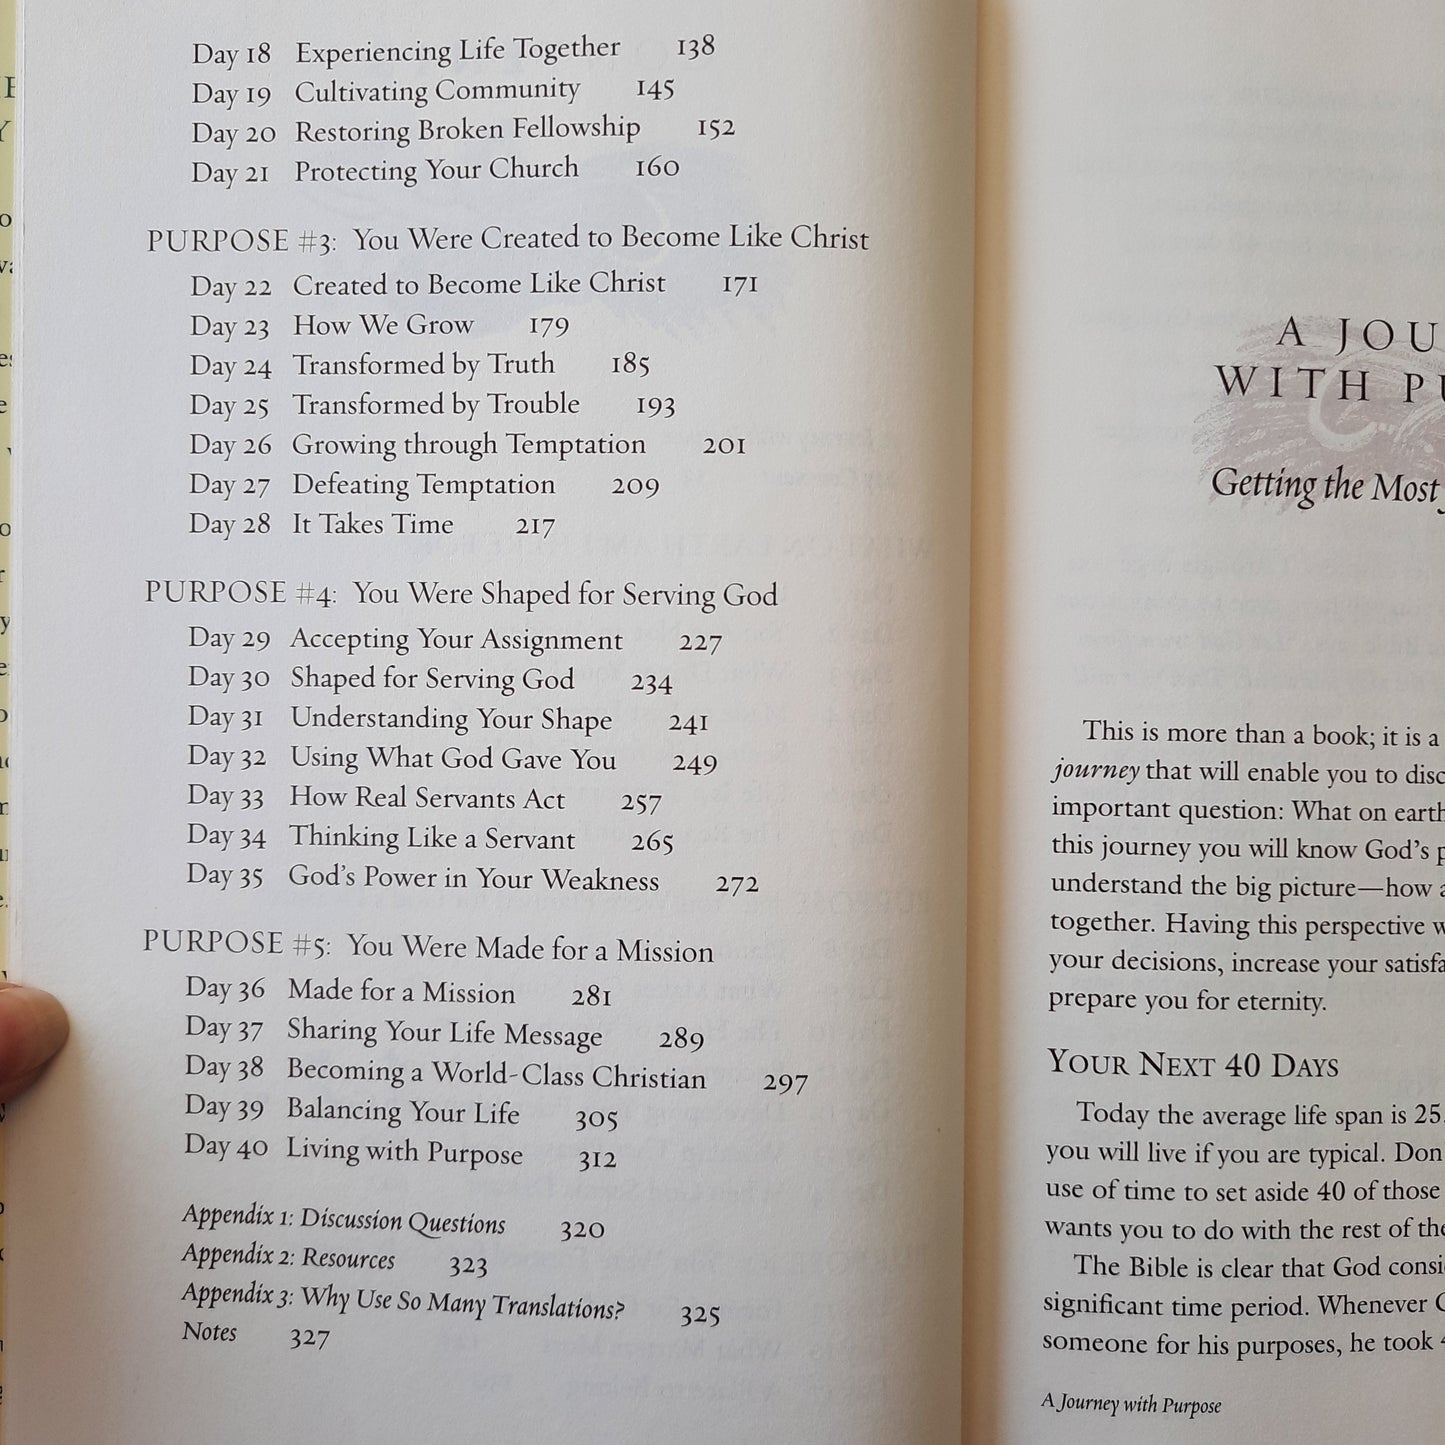 Day 18 Experiencing Life Together 138
Day 19 Cultivating Community 145
Day 20 Restoring Broken Fellowship 152
Day 21 Protecting Your Church 160
PURPOSE #3: You Were Created to Become Like Christ
Day 22 Created to Become Like Christ 171
Day 23 How We Grow 179
Day 24 Transformed by Truth 185
Day 25 Transformed by Trouble 193
Day 26 Growing through Temptation 201
Day 27 Defeating Temptation 209
Day 28 It Takes Time 217
PURPOSE #4: You Were Shaped for Serving God
Day 29 Accepting Your Assignment 227
Day 30 Shaped for Serving God 234
Day 31 Understanding Your Shape 241
Day 32 Using What God Gave You 249
Day 33 How Real Servants Act 257
Day 34 Thinking Like a Servant 265
Day 35 God's Power in Your Weakness 272
PURPOSE #5: You Were Made for a Mission
Day 36 Made for a Mission 281
Day 37 Sharing Your Life Message 289
Day 38 Becoming a World-Class Christian 297
Day 39 Balancing Your Life 305
Day 40 Living with Purpose 312
Appendix 1: Discussion Questions 320
Appendix 2: Resources 323
Appendix 3: Why Use So Many Translations? 325
Notes 327
A JOU
WITH PU
Getting the Most
This is more than a book; it is a
journey that will enable you to disc
important question: What on earth
this journey you will know God's p
understand the big picture—how a
together. Having this perspective w
your decisions, increase your satisfa
prepare you for eternity.
YOUR NEXT 40 DAYS
Today the average life span is 25,
you will live if you are typical. Don
use of time to set aside 40 of those
wants you to do with the rest of the
The Bible is clear that God consi
significant time period. Whenever G
someone for his purposes, he took 4
A Journey with Purpose